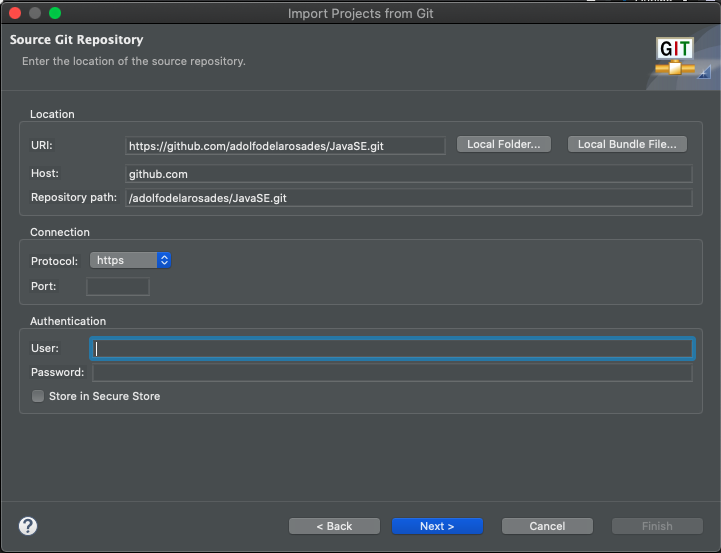 Import Projects from Git
Source Git Repository
Enter the location of the source repository.
GIT
Location
URI: https://github.com/adolfodelarosades/JavaSE.git Local Folder... Local Bundle File...
Host: github.com
Repository path: /adolfodelarosades/JavaSE.git
Connection
Protocol: https
Port:
Authentication
User:
Password:
Store in Secure Store
? < Back Next > Cancel Finish